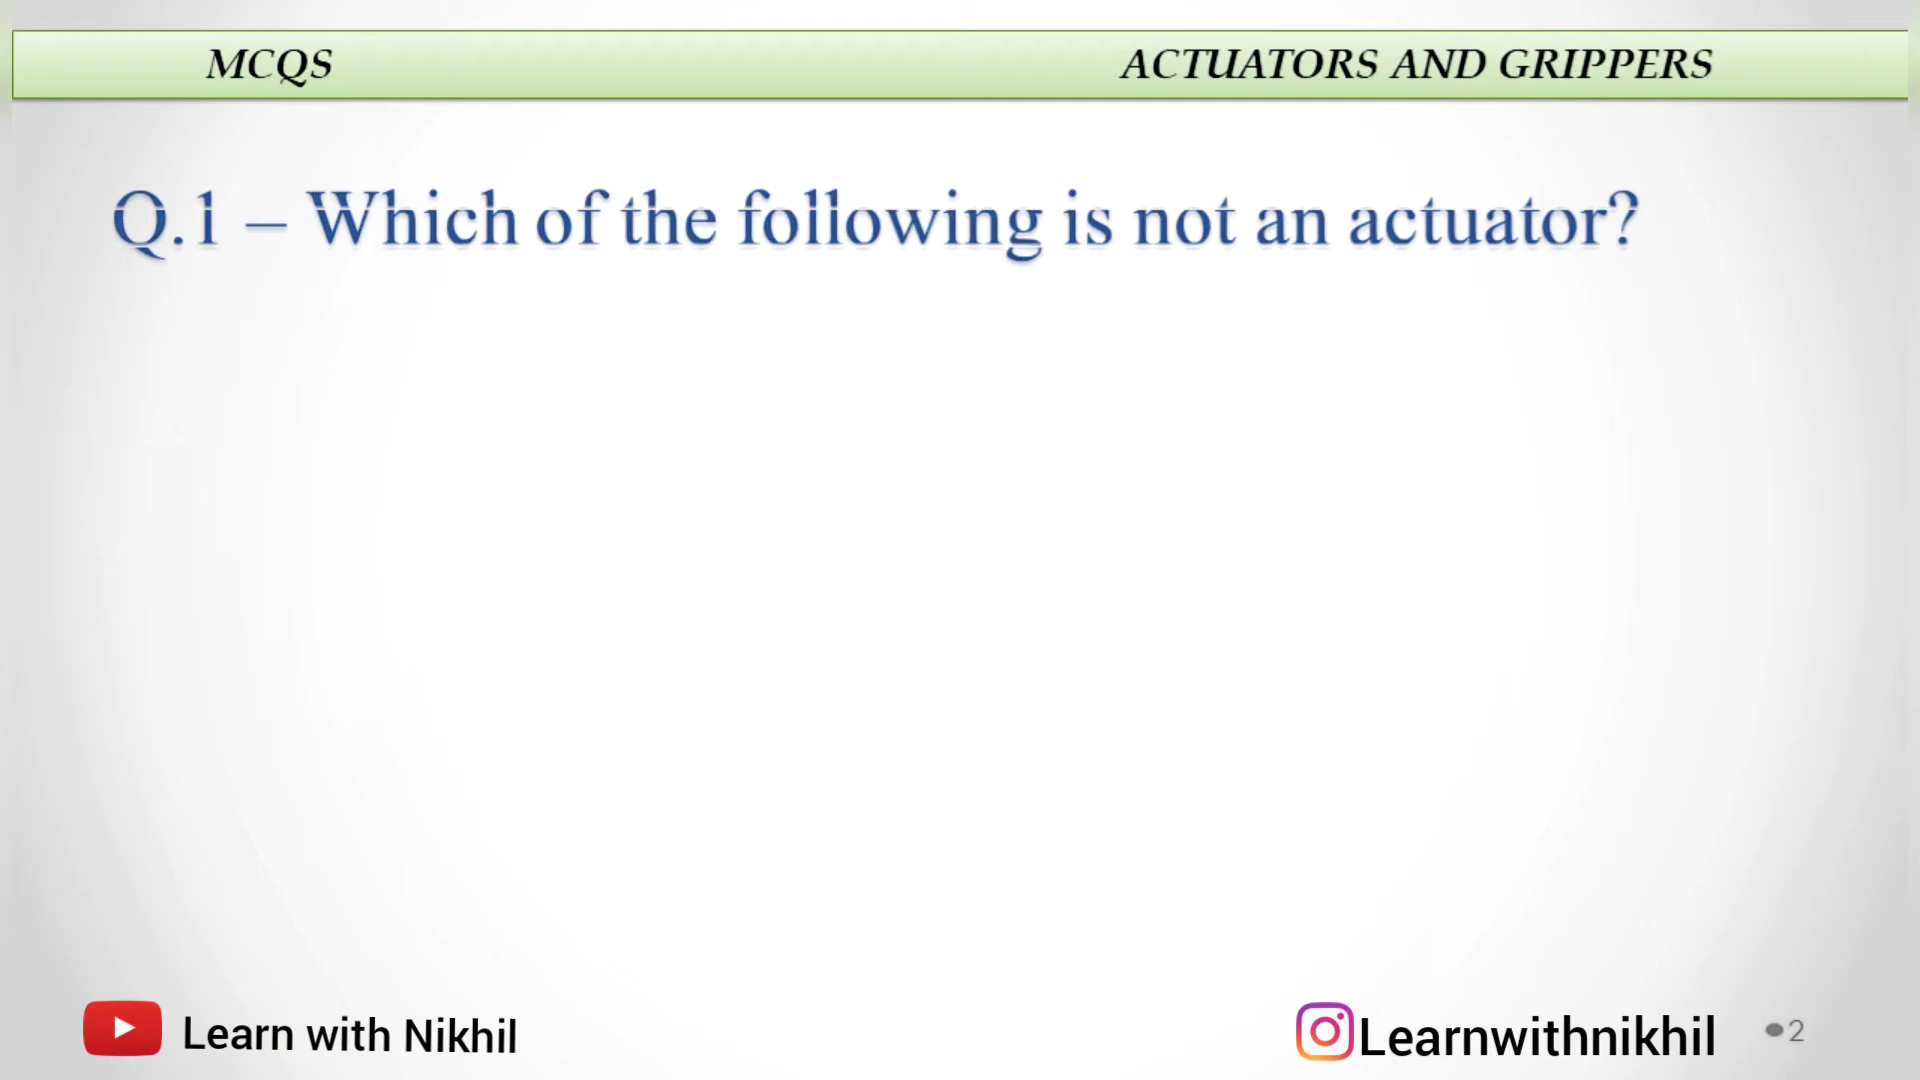 MCQS ACTUATORS AND GRIPPERS
Q.1 – Which of the following is not an actuator?
Learn with Nikhil Learnwithnikhil •2